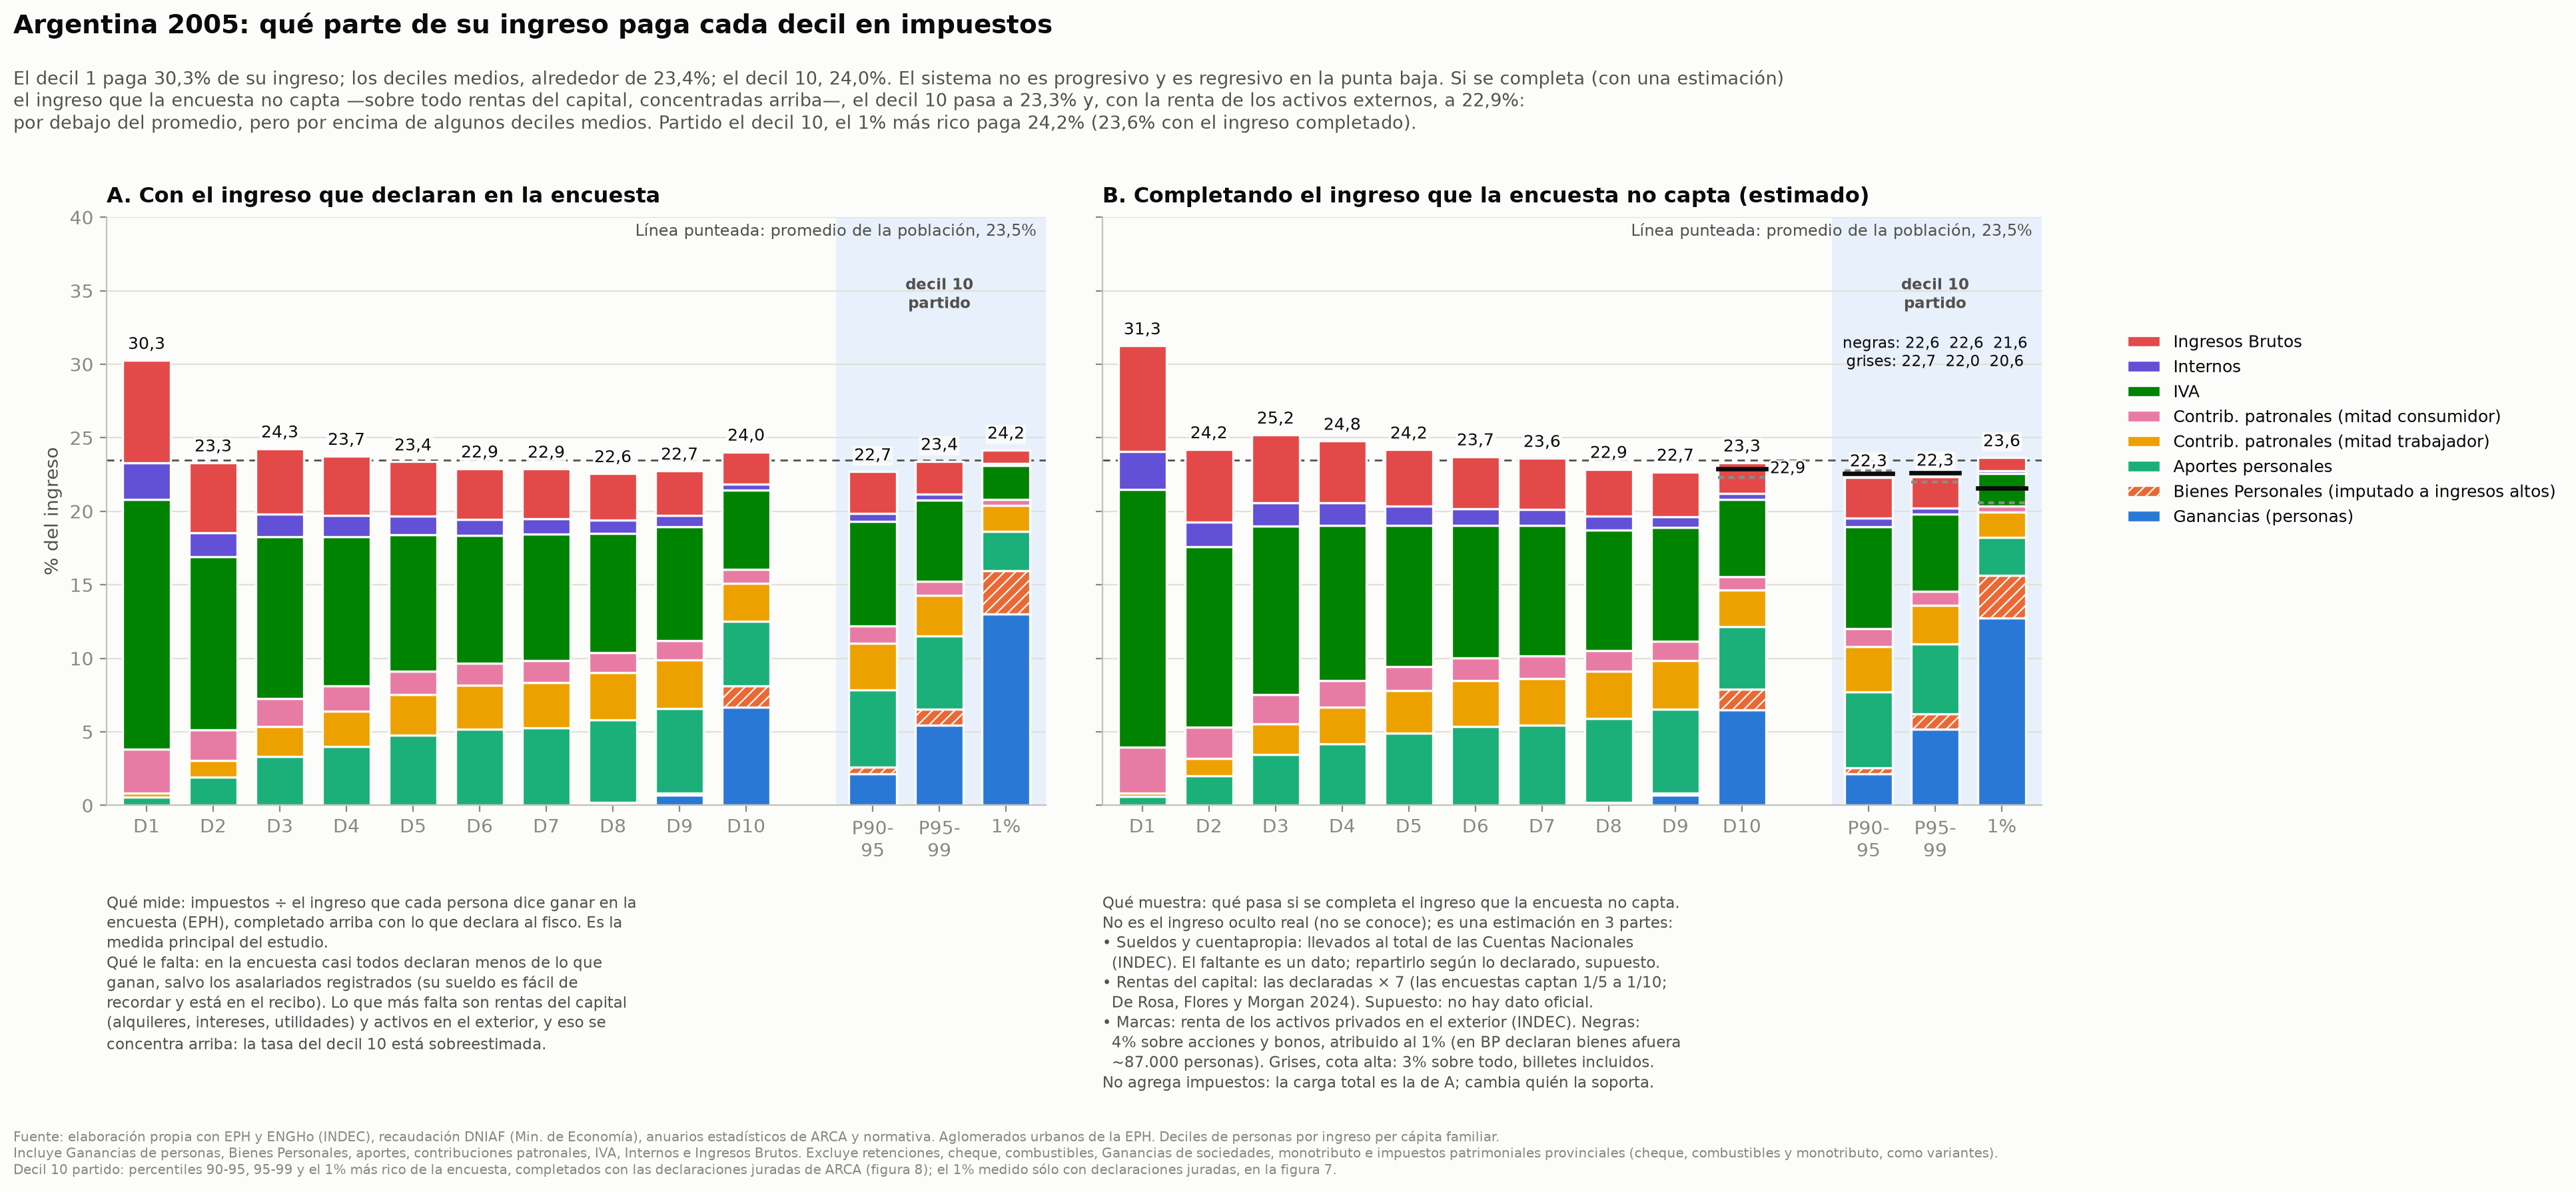 Argentina 2005: qué parte de su ingreso paga cada decil en impuestos
El decil 1 paga 30,3% de su ingreso; los deciles medios, alrededor de 23,4%; el decil 10, 24,0%. El sistema no es progresivo y es regresivo en la punta baja. Si se completa (con una estimación)
el ingreso que la encuesta no capta —sobre todo rentas del capital, concentradas arriba—, el decil 10 pasa a 23,3% y, con la renta de los activos externos, a 22,9%:
por debajo del promedio, pero por encima de algunos deciles medios. Partido el decil 10, el 1% más rico paga 24,2% (23,6% con el ingreso completado).
A. Con el ingreso que declaran en la encuesta
Línea punteada: promedio de la población, 23,5%
decil 10
partido
% del ingreso
40
35
30
25
20
15
10
5
0
30,3
23,3
24,3
23,7
23,4
22,9
22,9
22,6
22,7
24,0
22,7
23,4
24,2
D1
D2
D3
D4
D5
D6
D7
D8
D9
D10
P90-
95
P95-
99
1%
B. Completando el ingreso que la encuesta no capta (estimado)
Línea punteada: promedio de la población, 23,5%
decil 10
partido
negras: 22,6 22,6 21,6
grises: 22,7 22,0 20,6
31,3
24,2
25,2
24,8
24,2
23,7
23,6
22,9
22,7
23,3
22,9
22,3
22,3
23,6
D1
D2
D3
D4
D5
D6
D7
D8
D9
D10
P90-
95
P95-
99
1%
Ingresos Brutos
Internos
IVA
Contrib. patronales (mitad consumidor)
Contrib. patronales (mitad trabajador)
Aportes personales
Bienes Personales (imputado a ingresos altos)
Ganancias (personas)
Qué mide: impuestos ÷ el ingreso que cada persona dice ganar en la
encuesta (EPH), completado arriba con lo que declara al fisco. Es la
medida principal del estudio.
Qué le falta: en la encuesta casi todos declaran menos de lo que
ganan, salvo los asalariados registrados (su sueldo es fácil de
recordar y está en el recibo). Lo que más falta son rentas del capital
(alquileres, intereses, utilidades) y activos en el exterior, y eso se
concentra arriba: la tasa del decil 10 está sobreestimada.
Qué muestra: qué pasa si se completa el ingreso que la encuesta no capta.
No es el ingreso oculto real (no se conoce); es una estimación en 3 partes:
• Sueldos y cuentapropia: llevados al total de las Cuentas Nacionales
(INDEC). El faltante es un dato; repartirlo según lo declarado, supuesto.
• Rentas del capital: las declaradas × 7 (las encuestas captan 1/5 a 1/10;
De Rosa, Flores y Morgan 2024). Supuesto: no hay dato oficial.
• Marcas: renta de los activos privados en el exterior (INDEC). Negras:
4% sobre acciones y bonos, atribuido al 1% (en BP declaran bienes afuera
~87.000 personas). Grises, cota alta: 3% sobre todo, billetes incluidos.
No agrega impuestos: la carga total es la de A; cambia quién la soporta.
Fuente: elaboración propia con EPH y ENGHo (INDEC), recaudación DNIAF (Min. de Economía), anuarios estadísticos de ARCA y normativa. Aglomerados urbanos de la EPH. Deciles de personas por ingreso per cápita familiar.
Incluye Ganancias de personas, Bienes Personales, aportes, contribuciones patronales, IVA, Internos e Ingresos Brutos. Excluye retenciones, cheque, combustibles, Ganancias de sociedades, monotributo e impuestos patrimoniales provinciales (cheque, combustibles y monotributo, como variantes).
Decil 10 partido: percentiles 90-95, 95-99 y el 1% más rico de la encuesta, completados con las declaraciones juradas de ARCA (figura 8); el 1% medido sólo con declaraciones juradas, en la figura 7.